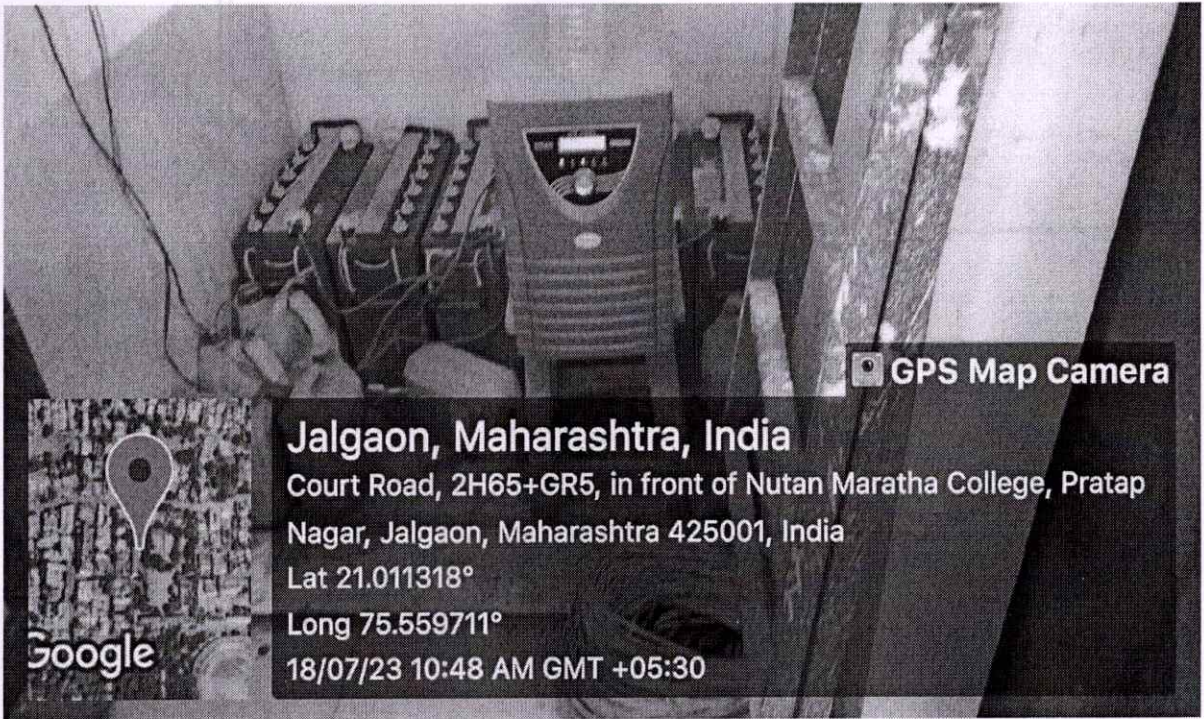 GPS Map Camera
Jalgaon, Maharashtra, India
Court Road, 2H65+GR5, in front of Nutan Maratha College, Pratap
Nagar, Jalgaon, Maharashtra 425001, India
Lat 21.011318°
Long 75.559711°
18/07/23 10:48 AM GMT +05:30
Google